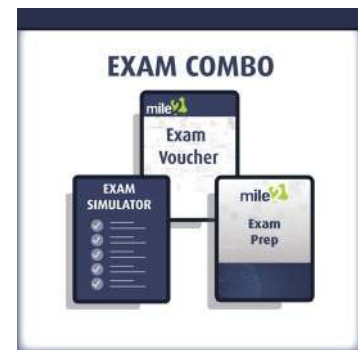 EXAM COMBO
mile2
Exam
Voucher
EXAM
SIMULATOR
mile2
Exam
Prep